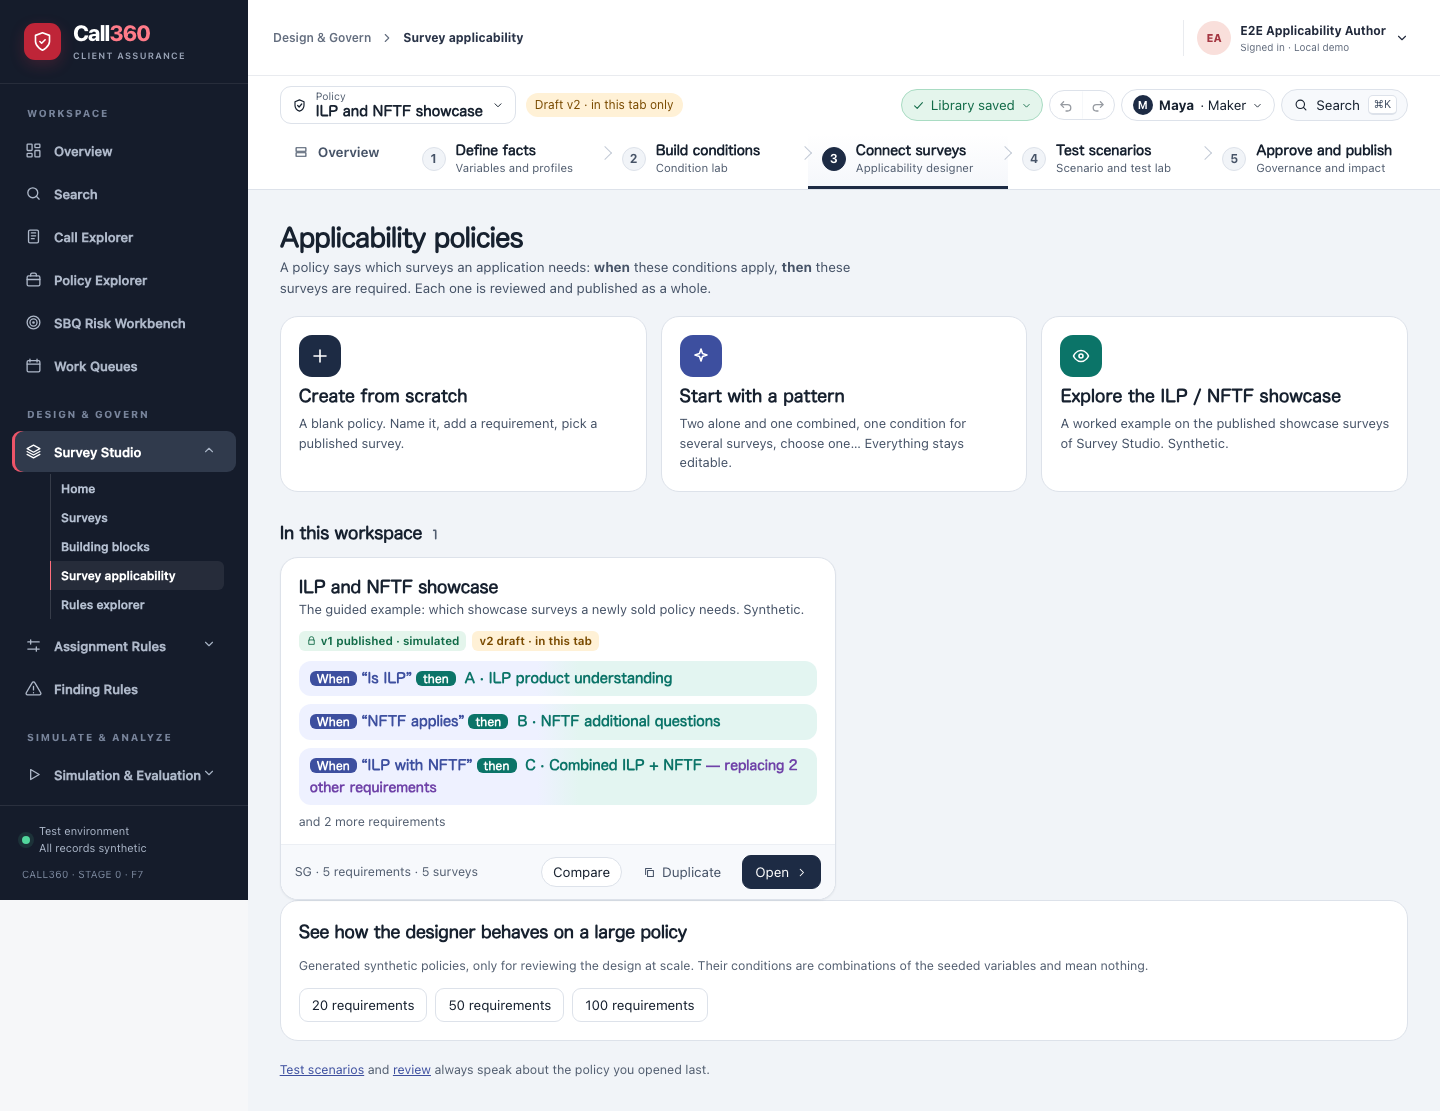 Call360
CLIENT ASSURANCE
WORKSPACE
Overview
Search
Call Explorer
Policy Explorer
SBQ Risk Workbench
Work Queues
DESIGN & GOVERN
Survey Studio
Home
Surveys
Building blocks
Survey applicability
Rules explorer
Assignment Rules
Finding Rules
SIMULATE & ANALYZE
Simulation & Evaluation
Test environment
All records synthetic
CALL360 · STAGE 0 · F7
Design & Govern > Survey applicability
EA
E2E Applicability Author
Signed in · Local demo
Policy
ILP and NFTF showcase
Draft v2 · in this tab only
Library saved
M Maya · Maker
Search ⌘K
Overview
1 Define facts
Variables and profiles
2 Build conditions
Condition lab
3 Connect surveys
Applicability designer
4 Test scenarios
Scenario and test lab
5 Approve and publish
Governance and impact
Applicability policies
A policy says which surveys an application needs: when these conditions apply, then these
surveys are required. Each one is reviewed and published as a whole.
Create from scratch
A blank policy. Name it, add a requirement, pick a
published survey.
Start with a pattern
Two alone and one combined, one condition for
several surveys, choose one... Everything stays
editable.
Explore the ILP / NFTF showcase
A worked example on the published showcase surveys
of Survey Studio. Synthetic.
In this workspace 1
ILP and NFTF showcase
The guided example: which showcase surveys a newly sold policy needs. Synthetic.
v1 published · simulated
v2 draft · in this tab
When “Is ILP” then A · ILP product understanding
When “NFTF applies” then B · NFTF additional questions
When “ILP with NFTF” then C · Combined ILP + NFTF — replacing 2
other requirements
and 2 more requirements
SG · 5 requirements · 5 surveys
Compare
Duplicate
Open
See how the designer behaves on a large policy
Generated synthetic policies, only for reviewing the design at scale. Their conditions are combinations of the seeded variables and mean nothing.
20 requirements
50 requirements
100 requirements
Test scenarios and review always speak about the policy you opened last.